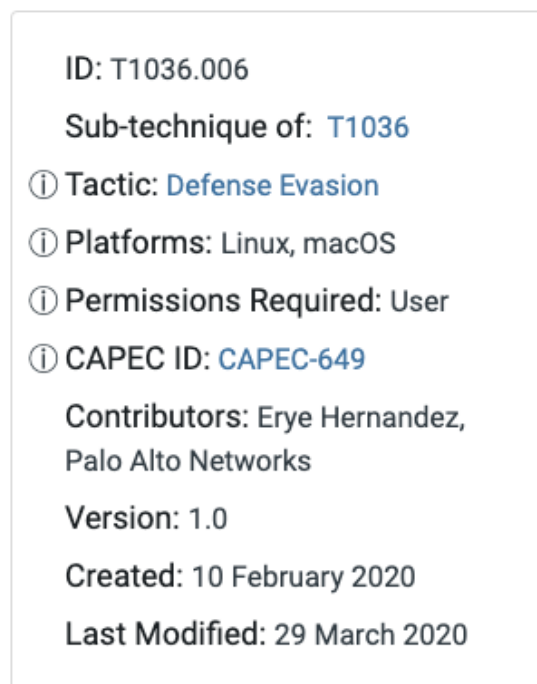 ID: T1036.006
Sub-technique of: T1036
ⓘ Tactic: Defense Evasion
ⓘ Platforms: Linux, macOS
ⓘ Permissions Required: User
ⓘ CAPEC ID: CAPEC-649
Contributors: Erye Hernandez,
Palo Alto Networks
Version: 1.0
Created: 10 February 2020
Last Modified: 29 March 2020